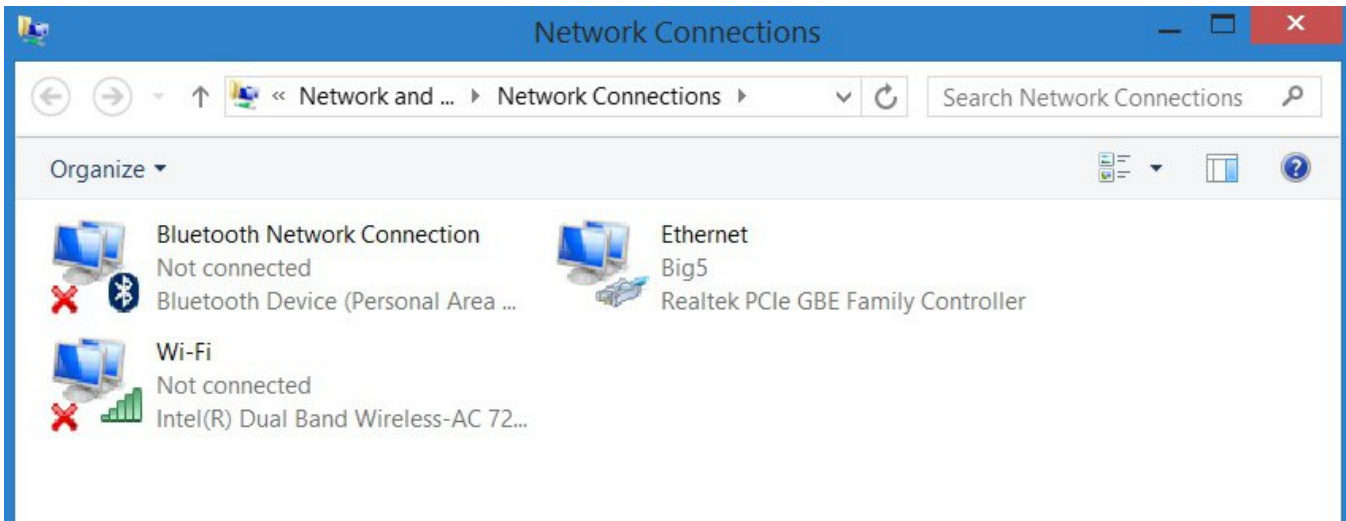 Network Connections
« Network and ... Network Connections
Search Network Connections
Organize
Bluetooth Network Connection
Not connected
Bluetooth Device (Personal Area ...
Ethernet
Big5
Realtek PCIe GBE Family Controller
Wi-Fi
Not connected
Intel(R) Dual Band Wireless-AC 72...